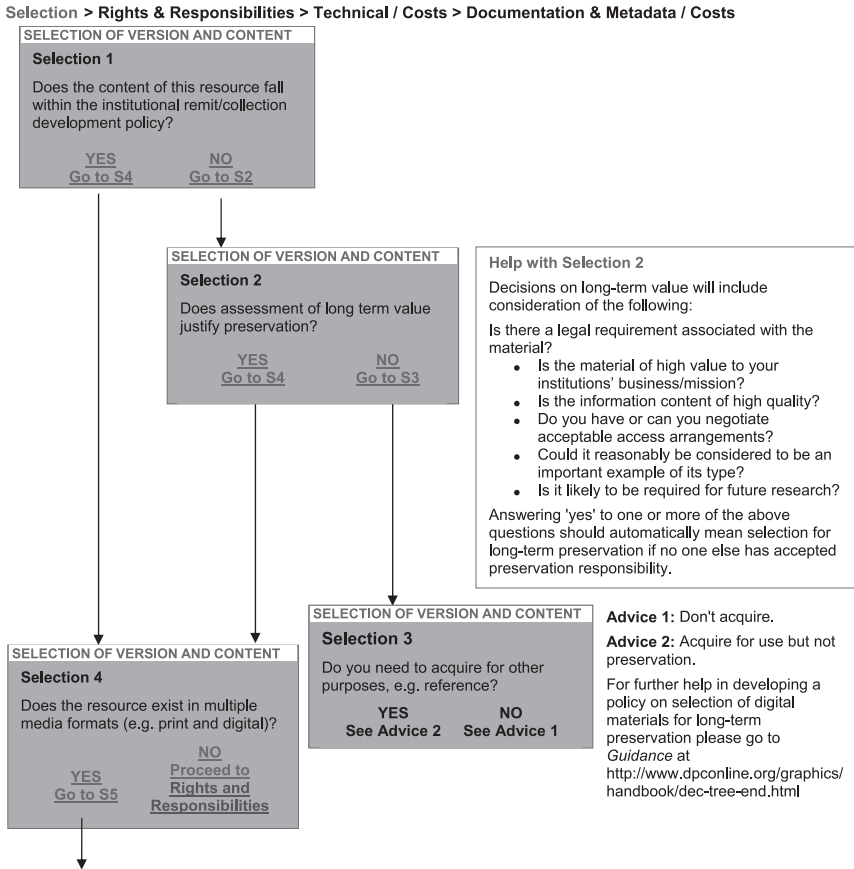 Selection > Rights & Responsibilities > Technical / Costs > Documentation & Metadata / Costs
SELECTION OF VERSION AND CONTENT
Selection 1
Does the content of this resource fall
within the institutional remit/collection
development policy?
YES NO
Go to S4 Go to S2
SELECTION OF VERSION AND CONTENT
Selection 2
Does assessment of long term value
justify preservation?
YES NO
Go to S4 Go to S3
Help with Selection 2
Decisions on long-term value will include
consideration of the following:
Is there a legal requirement associated with the
material?
• Is the material of high value to your
institutions' business/mission?
• Is the information content of high quality?
• Do you have or can you negotiate
acceptable access arrangements?
• Could it reasonably be considered to be an
important example of its type?
• Is it likely to be required for future research?
Answering 'yes' to one or more of the above
questions should automatically mean selection for
long-term preservation if no one else has accepted
preservation responsibility.
SELECTION OF VERSION AND CONTENT
Selection 3
Do you need to acquire for other
purposes, e.g. reference?
YES NO
See Advice 2 See Advice 1
Advice 1: Don't acquire.
Advice 2: Acquire for use but not
preservation.
For further help in developing a
policy on selection of digital
materials for long-term
preservation please go to
Guidance at
http://www.dpconline.org/graphics/
handbook/dec-tree-end.html
SELECTION OF VERSION AND CONTENT
Selection 4
Does the resource exist in multiple
media formats (e.g. print and digital)?
YES
Go to S5
NO
Proceed to
Rights and
Responsibilities